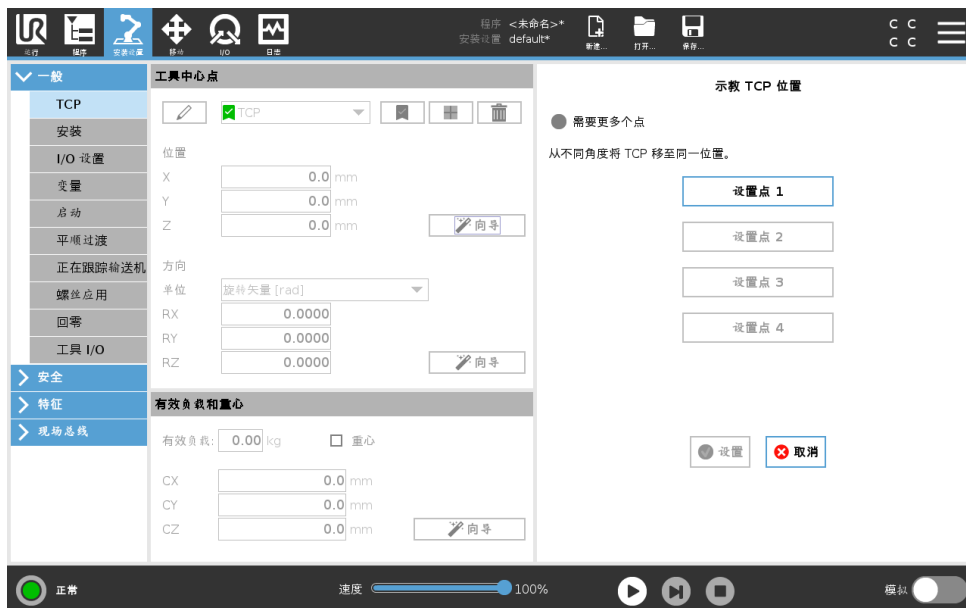 UR
运行
程序
安装设置
移动
I/O
日志
程序 <未命名>*
安装设置 default*
新建...
打开...
保存...
C C
C C
一般
TCP
安装
I/O 设置
变量
启动
平顺过渡
正在跟踪输送机
螺丝应用
回零
工具 I/O
安全
特征
现场总线
工具中心点
TCP
位置
X 0.0 mm
Y 0.0 mm
Z 0.0 mm
向导
方向
单位 旋转矢量 [rad]
RX 0.0000
RY 0.0000
RZ 0.0000
向导
有效负载和重心
有效负载: 0.00 kg 重心
CX 0.0 mm
CY 0.0 mm
CZ 0.0 mm
向导
示教 TCP 位置
需要更多个点
从不同角度将 TCP 移至同一位置。
设置点 1
设置点 2
设置点 3
设置点 4
设置
取消
正常
速度 100%
模拟